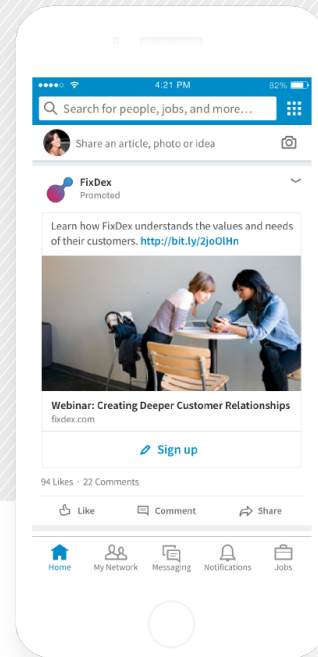 4:21 PM
82%
Search for people, jobs, and more...
Share an article, photo or idea
FixDex
Promoted
Learn how FixDex understands the values and needs
of their customers. http://bit.ly/2joOlHn
Webinar: Creating Deeper Customer Relationships
fixdex.com
Sign up
94 Likes · 22 Comments
Like
Comment
Share
Home
My Network
Messaging
Notifications
Jobs